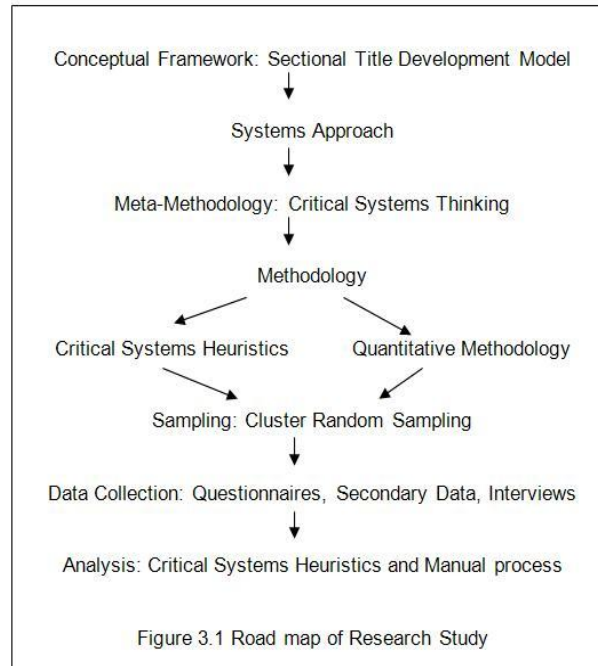 Conceptual Framework: Sectional Title Development Model
Systems Approach
Meta-Methodology: Critical Systems Thinking
Methodology
Critical Systems Heuristics Quantitative Methodology
Sampling: Cluster Random Sampling
Data Collection: Questionnaires, Secondary Data, Interviews
Analysis: Critical Systems Heuristics and Manual process
Figure 3.1 Road map of Research Study